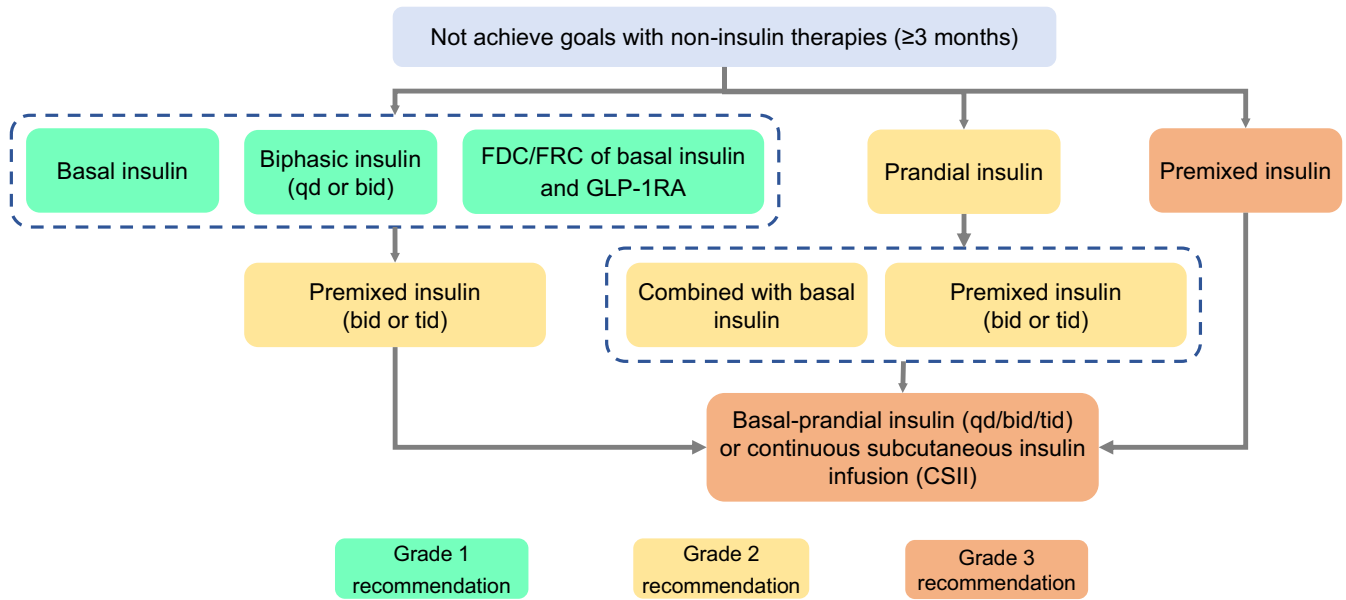 Not achieve goals with non-insulin therapies (≥3 months)
Basal insulin
Biphasic insulin
(qd or bid)
FDC/FRC of basal insulin
and GLP-1RA
Prandial insulin
Premixed insulin
Premixed insulin
(bid or tid)
Combined with basal
insulin
Premixed insulin
(bid or tid)
Basal-prandial insulin (qd/bid/tid)
or continuous subcutaneous insulin
infusion (CSII)
Grade 1
recommendation
Grade 2
recommendation
Grade 3
recommendation